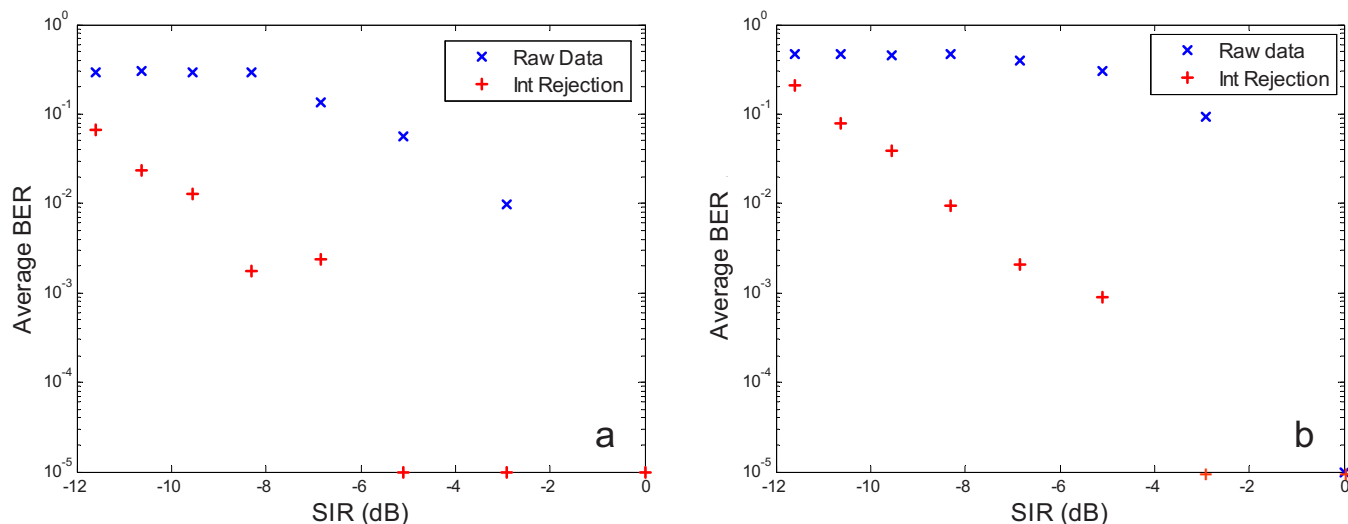 10^0
10^-1
10^-2
10^-3
10^-4
10^-5
Average BER
-12 -10 -8 -6 -4 -2 0
SIR (dB)
Raw Data
Int Rejection
a
10^0
10^-1
10^-2
10^-3
10^-4
10^-5
Average BER
-12 -10 -8 -6 -4 -2 0
SIR (dB)
Raw data
Int Rejection
b